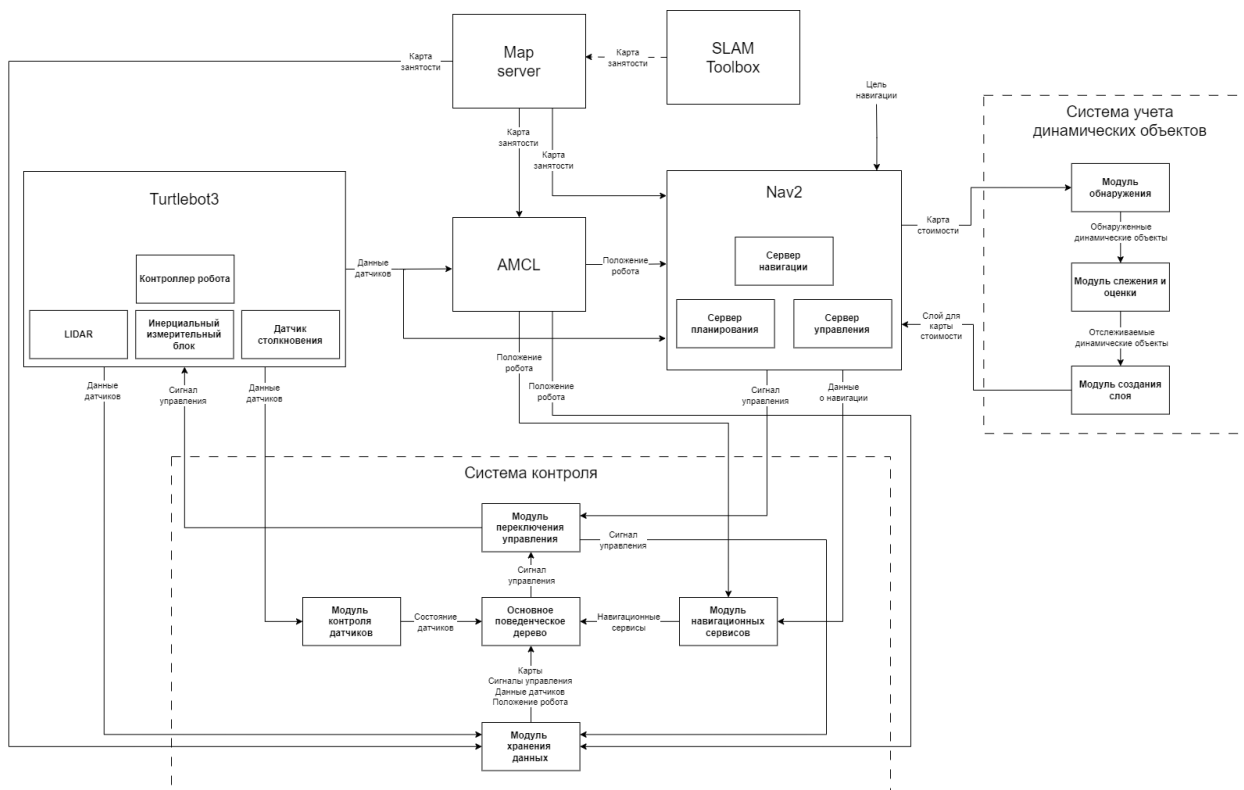 Map
server
SLAM
Toolbox
Карта
занятости
Карта
занятости
Цель
навигации
Система учета
динамических объектов
Карта
занятости
Карта
занятости
Turtlebot3
Контроллер робота
LIDAR
Инерциальный
измерительный
блок
Датчик
столкновения
Данные
датчиков
AMCL
Положение
робота
Nav2
Сервер
навигации
Сервер
планирования
Сервер
управления
Карта
стоимости
Слой для
карты
стоимости
Модуль
обнаружения
Обнаруженные
динамические объекты
Модуль слежения и
оценки
Отслеживаемые
динамические объекты
Модуль создания
слоя
Данные
датчиков
Сигнал
управления
Данные
датчиков
Положение
робота
Положение
робота
Сигнал
управления
Данные
о навигации
Система контроля
Модуль
переключения
управления
Сигнал
управления
Сигнал
управления
Модуль
контроля
датчиков
Состояние
датчиков
Основное
поведенческое
дерево
Навигационные
сервисы
Модуль
навигационных
сервисов
Карты
Сигналы управления
Данные датчиков
Положение робота
Модуль
хранения
данных